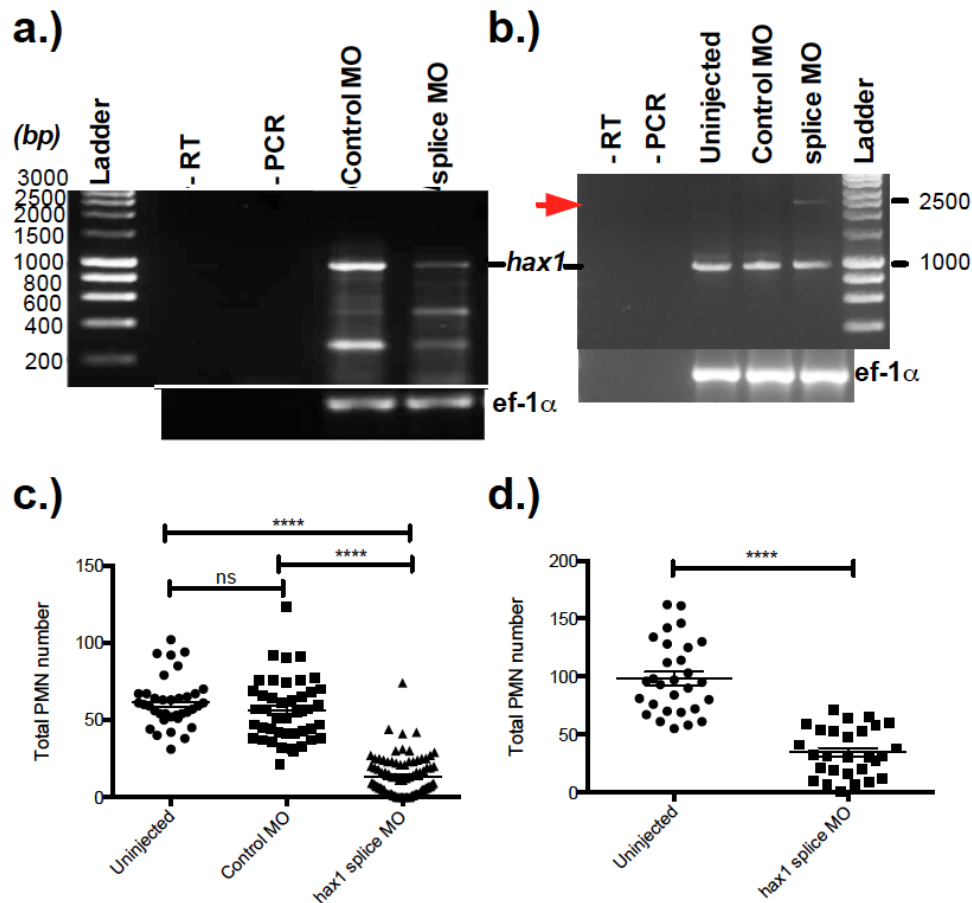 a.)
(bp)
Ladder
- RT
- PCR
Control MO
splice MO
3000
2500
2000
1500
1000
800
600
400
200
hax1
ef-1α
b.)
- RT
- PCR
Uninjected
Control MO
splice MO
Ladder
2500
1000
ef-1α
c.)
****
****
ns
Total PMN number
150
100
50
0
Uninjected
Control MO
hax1 splice MO
d.)
****
Total PMN number
200
150
100
50
0
Uninjected
hax1 splice MO